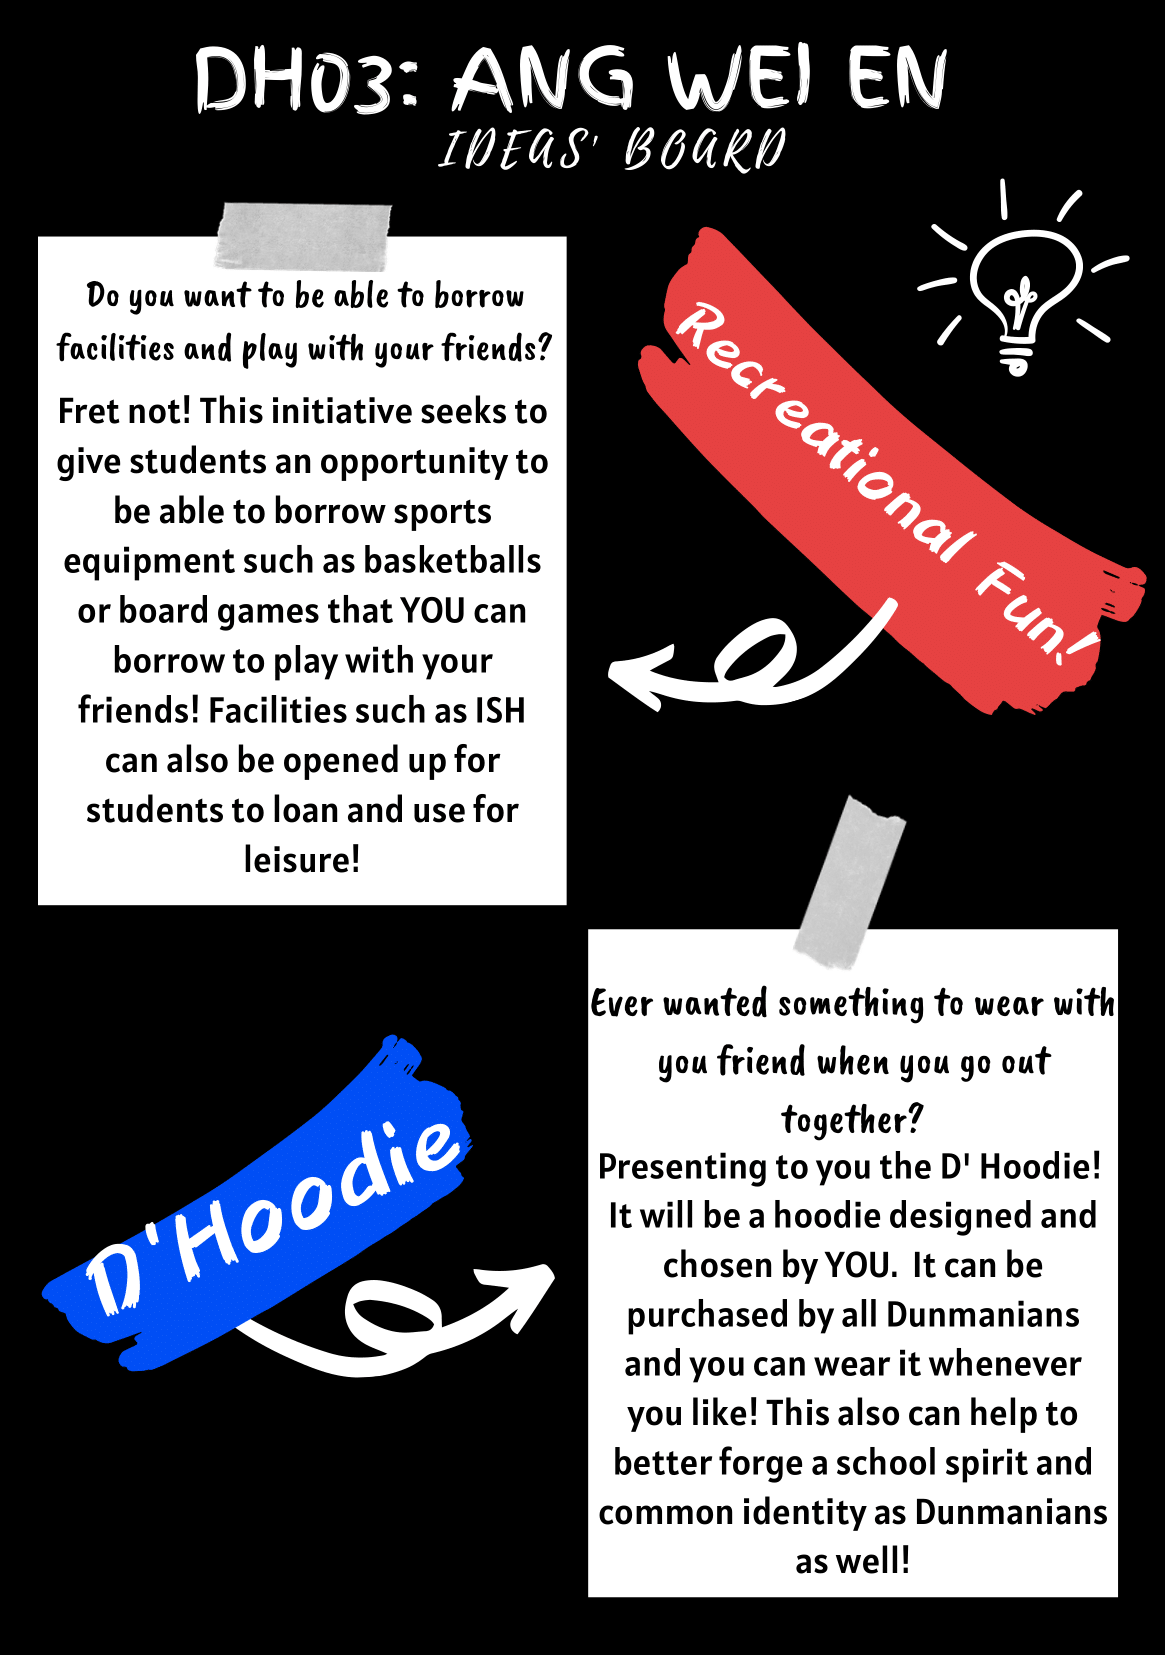 DH03: ANG WEI EN
IDEAS' BOARD
Do you want to be able to borrow
facilities and play with your friends?
Fret not! This initiative seeks to
give students an opportunity to
be able to borrow sports
equipment such as basketballs
or board games that YOU can
borrow to play with your
friends! Facilities such as ISH
can also be opened up for
students to loan and use for
leisure!
Recreational Fun!
D'Hoodie
Ever wanted something to wear with
you friend when you go out
together?
Presenting to you the D' Hoodie!
It will be a hoodie designed and
chosen by YOU.  It can be
purchased by all Dunmanians
and you can wear it whenever
you like! This also can help to
better forge a school spirit and
common identity as Dunmanians
as well!